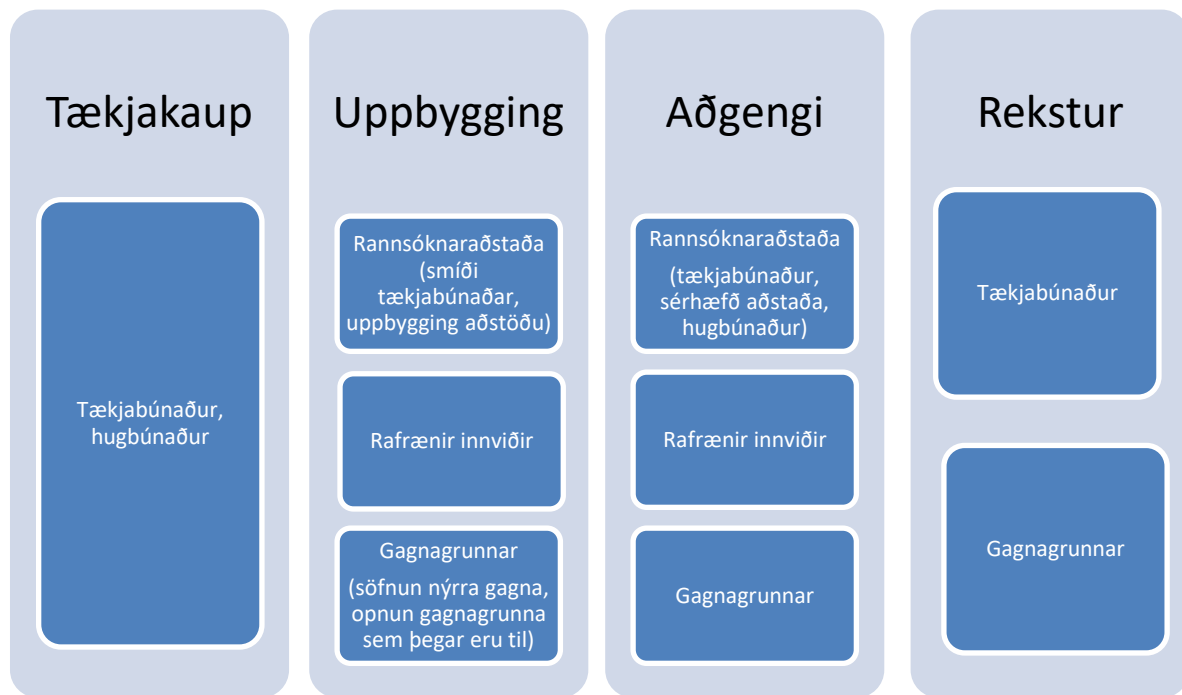 Tækjakaup
Tækjabúnaður,
hugbúnaður
Uppbygging
Rannsóknaraðstaða
(smíði
tækjabúnaðar,
uppbygging aðstöðu)
Rafrænir innviðir
Gagnagrunnar
(söfnun nýrra gagna,
opnun gagnagrunna
sem þegar eru til)
Aðgengi
Rannsóknaraðstaða
(tækjabúnaður,
sérhæfð aðstaða,
hugbúnaður)
Rafrænir innviðir
Gagnagrunnar
Rekstur
Tækjabúnaður
Gagnagrunnar